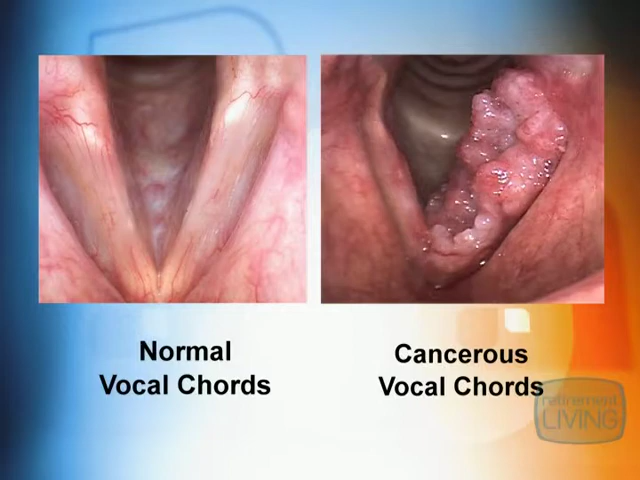 Normal
Vocal Chords
Cancerous
Vocal Chords
retirement
LIVING